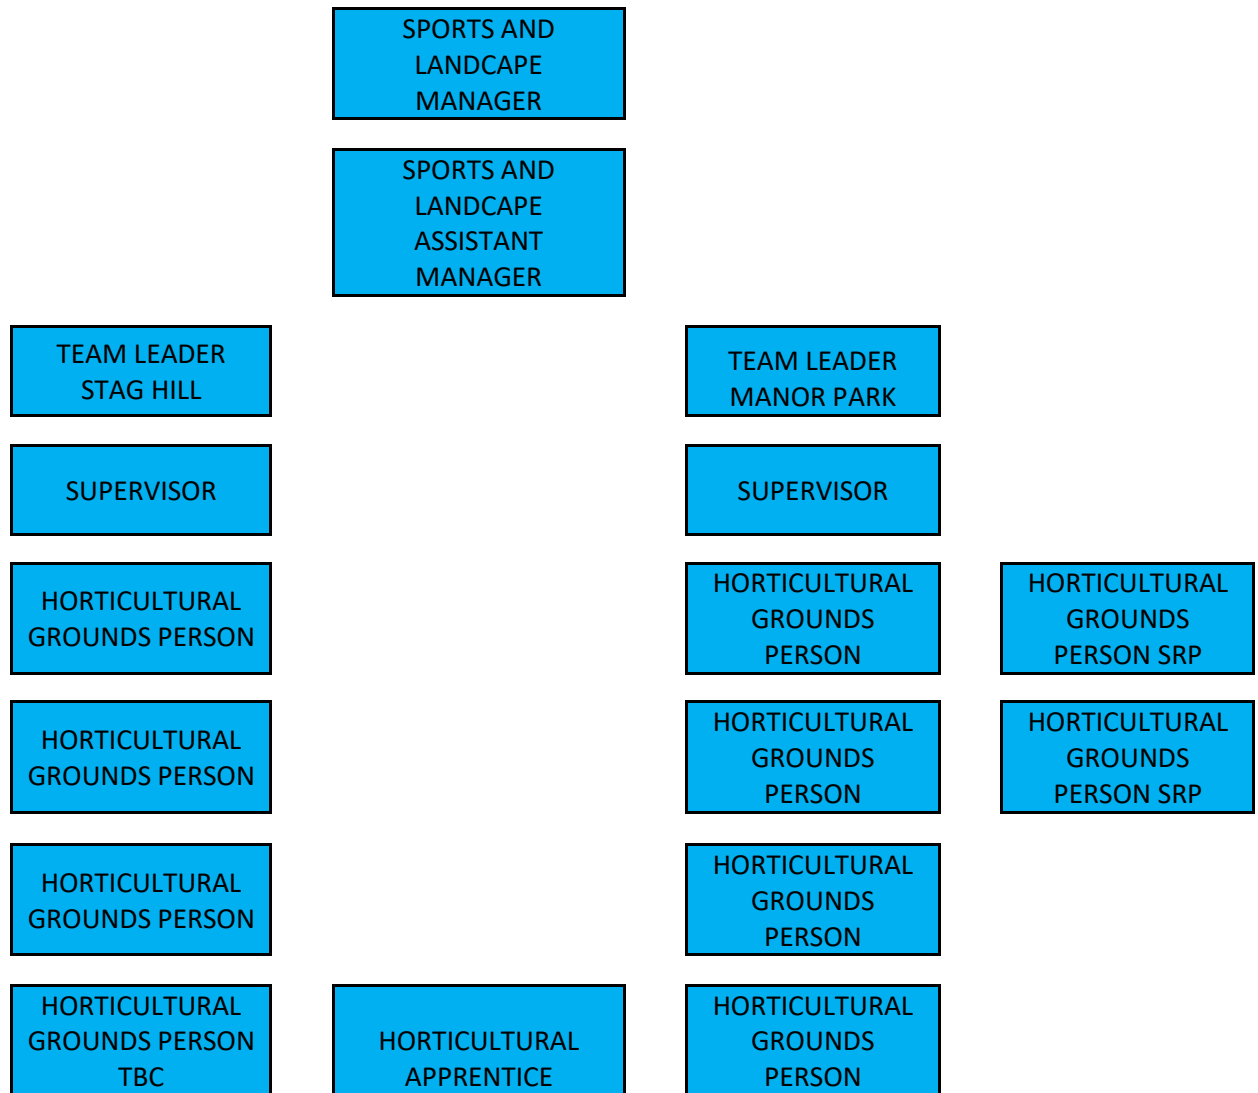 SPORTS AND
LANDCAPE
MANAGER
SPORTS AND
LANDCAPE
ASSISTANT
MANAGER
TEAM LEADER
STAG HILL
TEAM LEADER
MANOR PARK
SUPERVISOR
SUPERVISOR
HORTICULTURAL
GROUNDS PERSON
HORTICULTURAL
GROUNDS
PERSON
HORTICULTURAL
GROUNDS
PERSON SRP
HORTICULTURAL
GROUNDS PERSON
HORTICULTURAL
GROUNDS
PERSON
HORTICULTURAL
GROUNDS
PERSON SRP
HORTICULTURAL
GROUNDS PERSON
HORTICULTURAL
GROUNDS
PERSON
HORTICULTURAL
GROUNDS PERSON
TBC
HORTICULTURAL
APPRENTICE
HORTICULTURAL
GROUNDS
PERSON